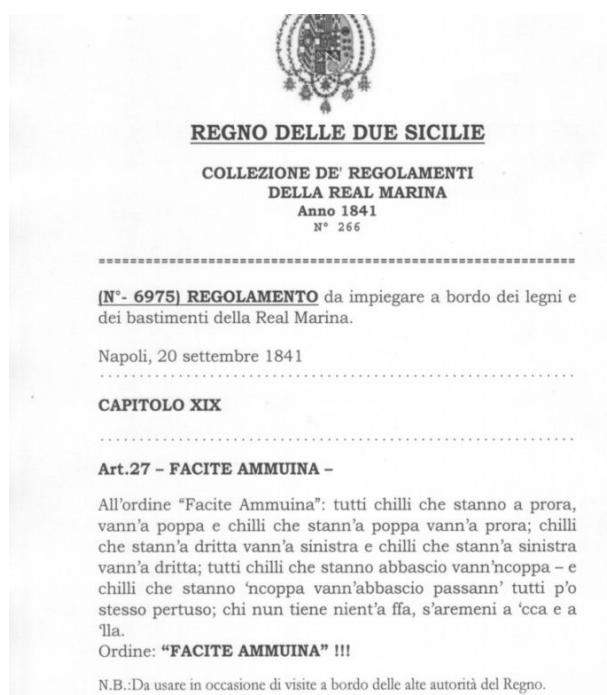 REGNO DELLE DUE SICILIE
COLLEZIONE DE' REGOLAMENTI
DELLA REAL MARINA
Anno 1841
N° 266
============================================================
(N°- 6975) REGOLAMENTO da impiegare a bordo dei legni e
dei bastimenti della Real Marina.
Napoli, 20 settembre 1841
............................................................
CAPITOLO XIX
............................................................
Art.27 – FACITE AMMUINA –
All'ordine “Facite Ammuina”: tutti chilli che stanno a prora,
vann'a poppa e chilli che stann'a poppa vann'a prora; chilli
che stann'a dritta vann'a sinistra e chilli che stann'a sinistra
vann'a dritta; tutti chilli che stanno abbascio vann'ncoppa – e
chilli che stanno 'ncoppa vann'abbascio passann' tutti p'o
stesso pertuso; chi nun tiene nient'a ffa, s'aremeni a 'cca e a
'lla.
Ordine: “FACITE AMMUINA” !!!
N.B.:Da usare in occasione di visite a bordo delle alte autorità del Regno.